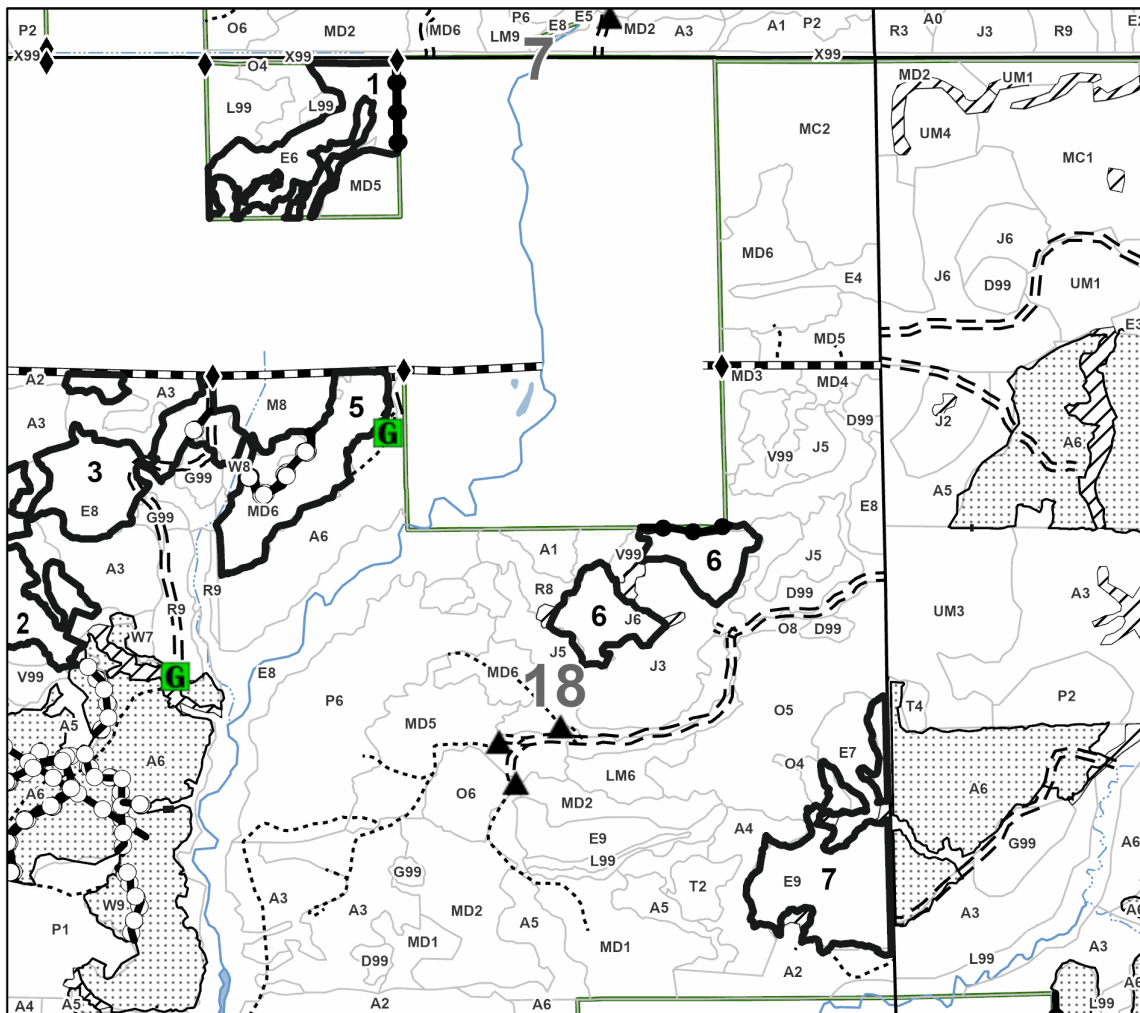 P2 O6 MD2 MD6 P6 E8 E5 MD2 A3 A1 P2 R3 A0 J3 R9
LM9
X99 X99 7 X99
O4
L99 L99 1
E6
MD5
MC2
MD2 UM1
UM4
MC1
J6
MD6
E4
J6 D99 UM1
E3
MD5
A2 A3 M8 MD3 MD4
5
A3 G D99
J2
V99 J5 A6
3 W8
G99
E8 MD6 A5
G99 A6 E8
A1 V99 6 J5
A3 R9 R8 D99 A3
R9 6 J6 UM3
2 W7 O8 D99
J5 J3
V99 G E8 MD6
18 P2
P6 T4
A5 MD5 O5
A6 E7
O4
LM6 A6
A6 O6 MD2
A4
E9 G99 A6
L99
G99 E9 7
T2
W9 A3 A3 MD2 A5 A5 A3 A6
P1 MD1 MD1 A3
D99 A2 L99
A6
A4 A5 A2 A6 L99